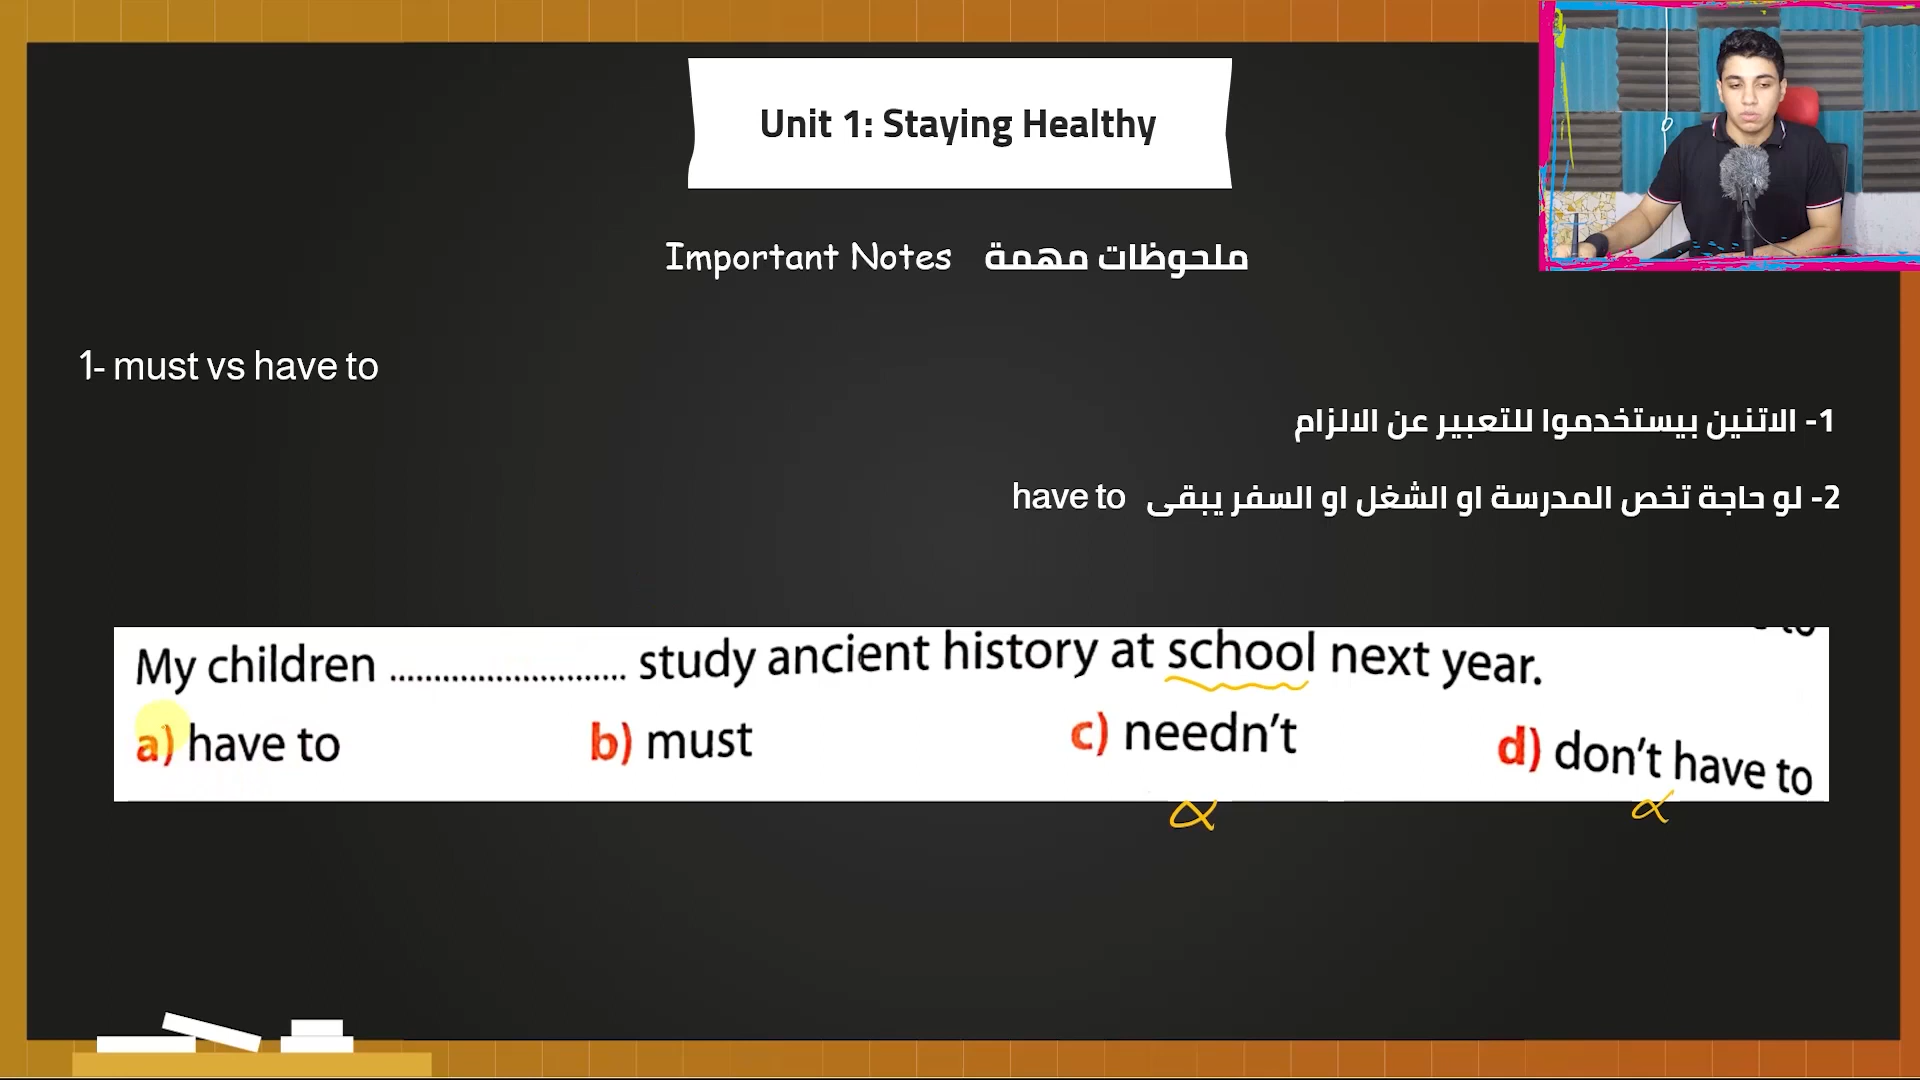 Unit 1: Staying Healthy
Important Notes ملحوظات مهمة
1- must vs have to
1- الاتنين بيستخدموا للتعبير عن الالزام
2- لو حاجة تخص المدرسة او الشغل او السفر يبقى have to
My children .......................... study ancient history at school next year.
a) have to b) must c) needn't d) don't have to